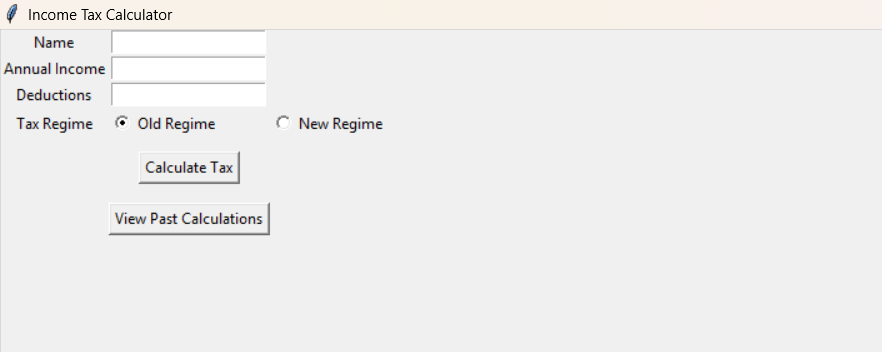 Income Tax Calculator
Name
Annual Income
Deductions
Tax Regime Old Regime New Regime
Calculate Tax
View Past Calculations